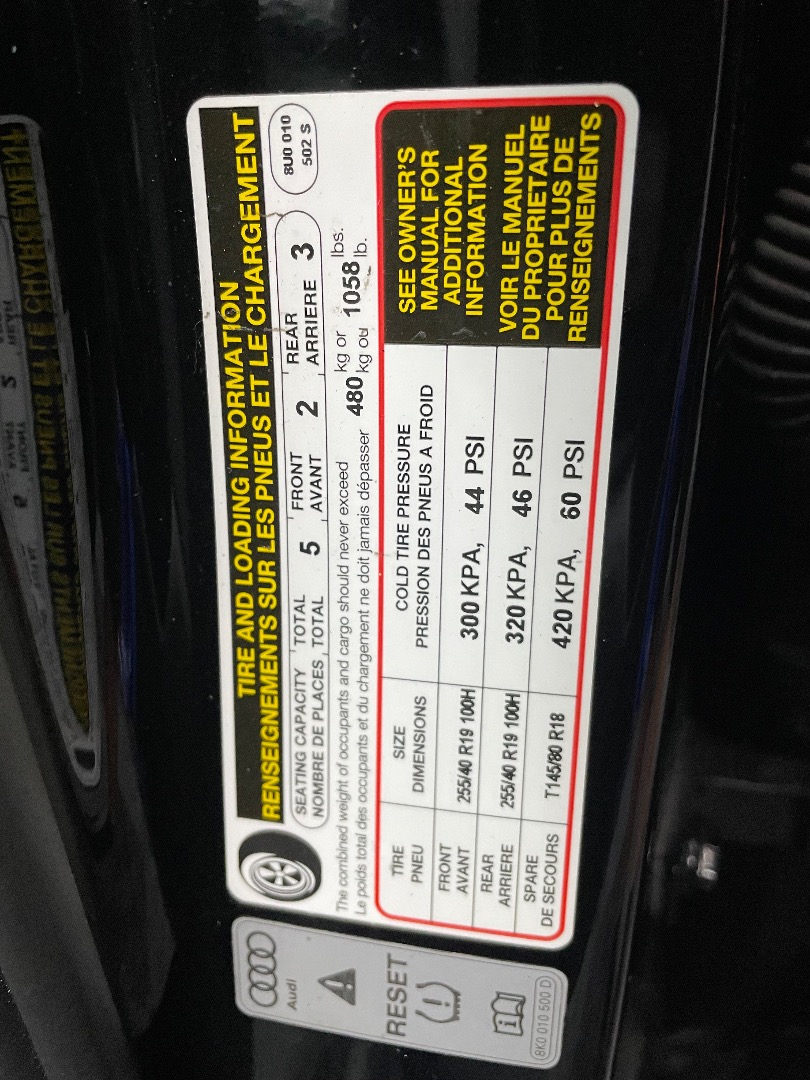 TIRE AND LOADING INFORMATION
RENSEIGNEMENTS SUR LES PNEUS ET LE CHARGEMENT
SEATING CAPACITY TOTAL 5 FRONT 2 REAR 3
NOMBRE DE PLACES TOTAL AVANT ARRIERE
8U0 010
502 S
The combined weight of occupants and cargo should never exceed 480 kg or 1058 lbs.
Le poids total des occupants et du chargement ne doit jamais dépasser kg ou lb.
TIRE SIZE COLD TIRE PRESSURE
PNEU DIMENSIONS PRESSION DES PNEUS A FROID
FRONT
AVANT 255/40 R19 100H 300 KPA, 44 PSI
REAR
ARRIERE 255/40 R19 100H 320 KPA, 46 PSI
SPARE
DE SECOURS T145/80 R18 420 KPA, 60 PSI
SEE OWNER'S
MANUAL FOR
ADDITIONAL
INFORMATION
VOIR LE MANUEL
DU PROPRIETAIRE
POUR PLUS DE
RENSEIGNEMENTS
Audi
RESET
8K0 010 500 D